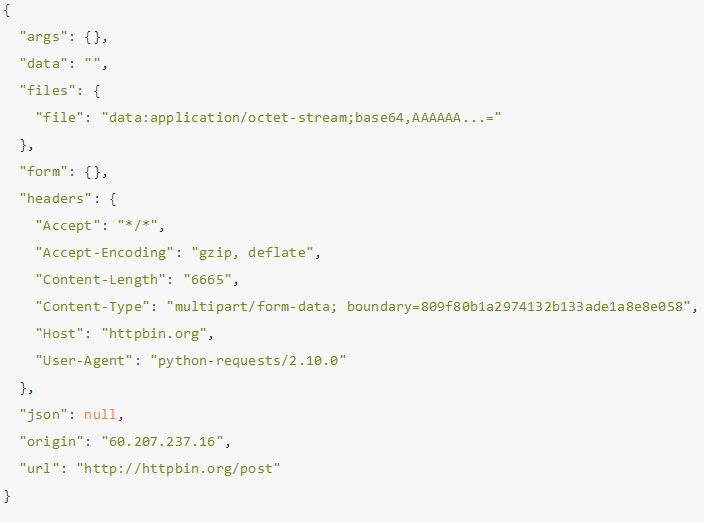 {
  "args": {},
  "data": "",
  "files": {
    "file": "data:application/octet-stream;base64,AAAAAA...="
  },
  "form": {},
  "headers": {
    "Accept": "*/*",
    "Accept-Encoding": "gzip, deflate",
    "Content-Length": "6665",
    "Content-Type": "multipart/form-data; boundary=809f80b1a2974132b133ade1a8e8e058",
    "Host": "httpbin.org",
    "User-Agent": "python-requests/2.10.0"
  },
  "json": null,
  "origin": "60.207.237.16",
  "url": "http://httpbin.org/post"
}